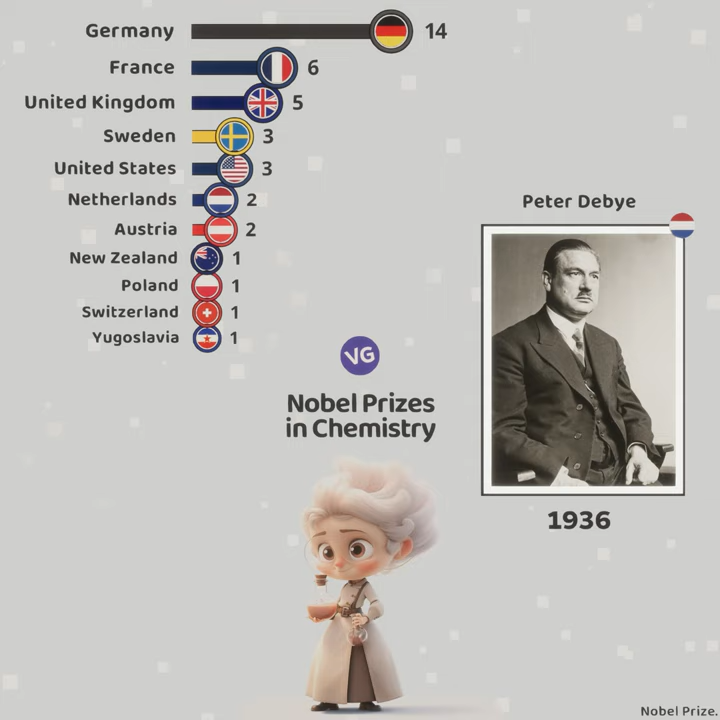 Germany 14
France 6
United Kingdom 5
Sweden 3
United States 3
Netherlands 2
Austria 2
New Zealand 1
Poland 1
Switzerland 1
Yugoslavia 1
Peter Debye
1936
VG
Nobel Prizes
in Chemistry
Nobel Prize.